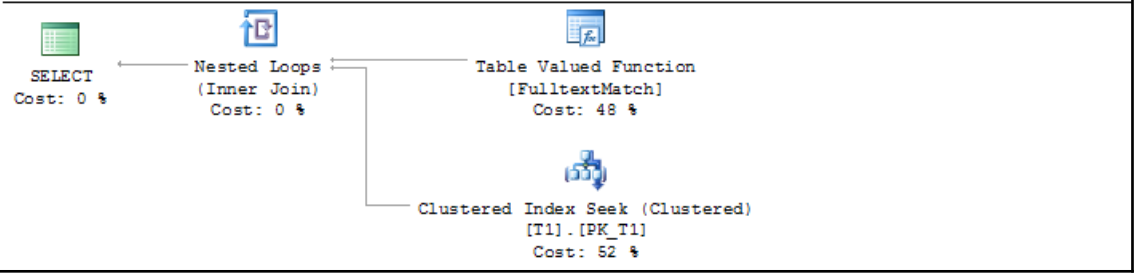 SELECT
Cost: 0 %
Nested Loops
(Inner Join)
Cost: 0 %
Table Valued Function
[FulltextMatch]
Cost: 48 %
Clustered Index Seek (Clustered)
[T1].[PK_T1]
Cost: 52 %